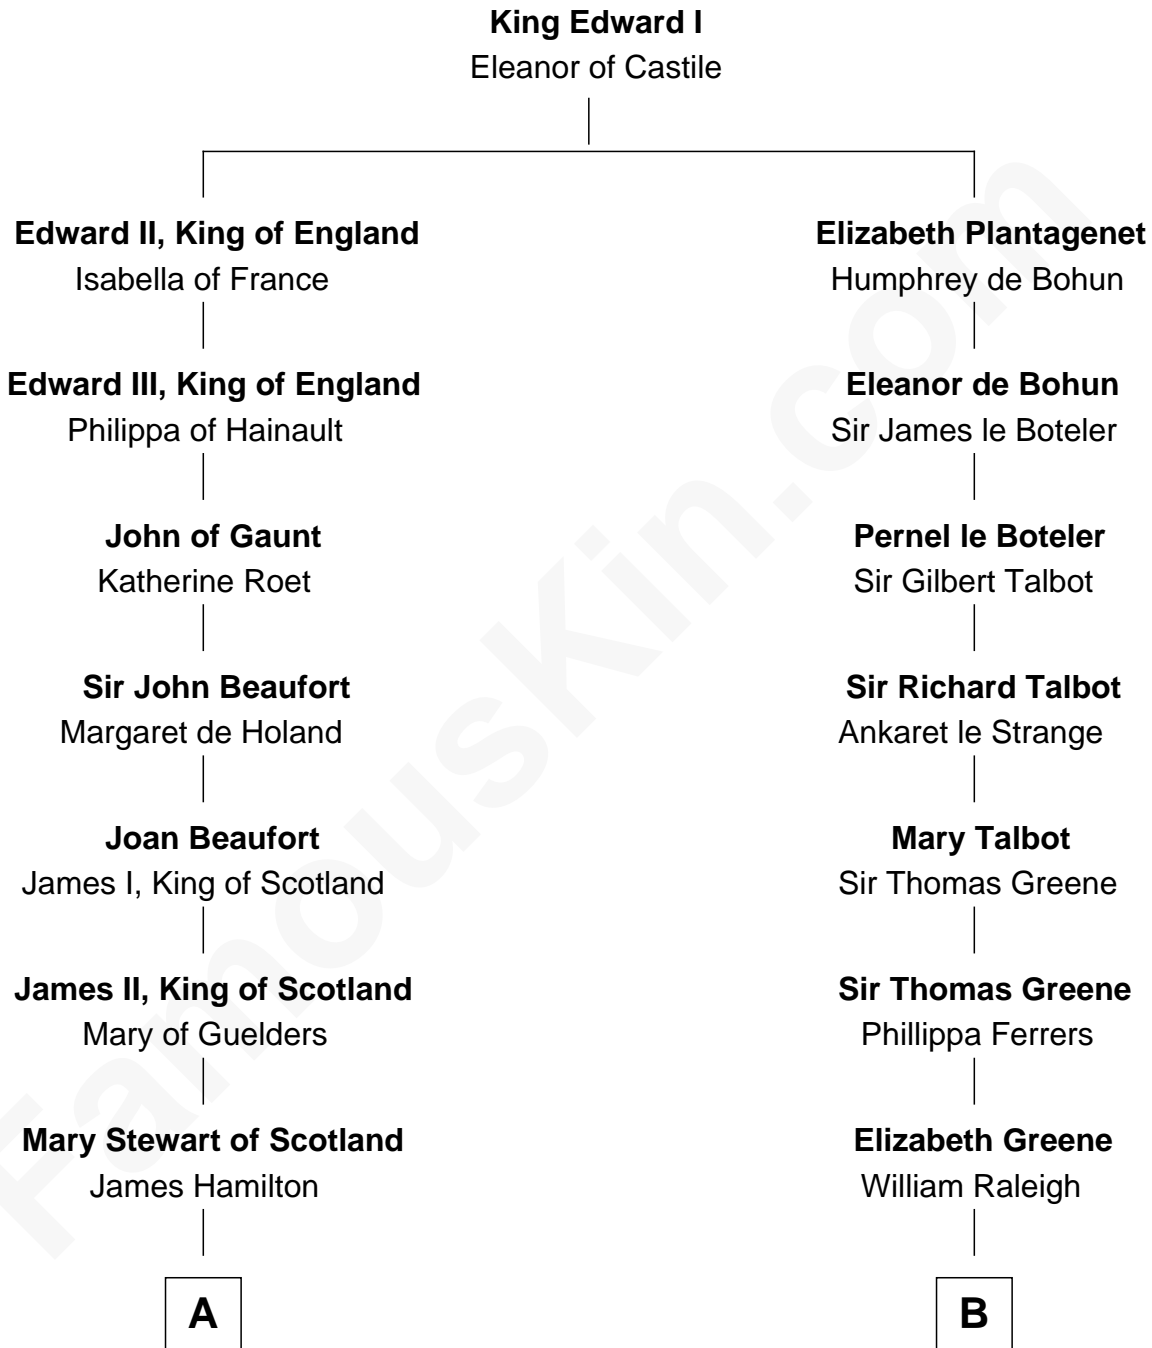 King Edward I
Eleanor of Castile
Edward II, King of England
Isabella of France
Edward III, King of England
Philippa of Hainault
John of Gaunt
Katherine Roet
Sir John Beaufort
Margaret de Holand
Joan Beaufort
James I, King of Scotland
James II, King of Scotland
Mary of Guelders
Mary Stewart of Scotland
James Hamilton
A
Elizabeth Plantagenet
Humphrey de Bohun
Eleanor de Bohun
Sir James le Boteler
Pernel le Boteler
Sir Gilbert Talbot
Sir Richard Talbot
Ankaret le Strange
Mary Talbot
Sir Thomas Greene
Sir Thomas Greene
Phillippa Ferrers
Elizabeth Greene
William Raleigh
B
FamousKin.com